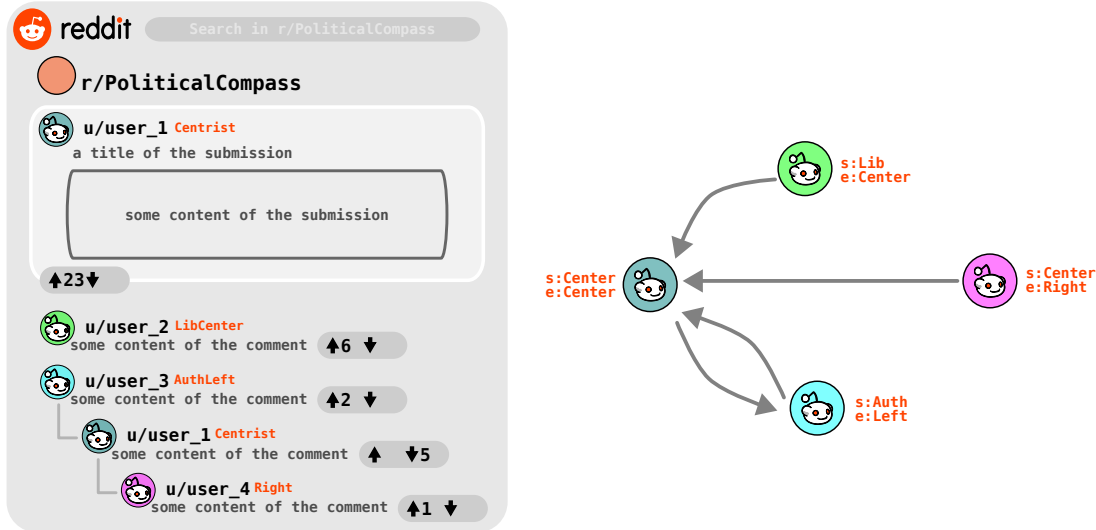 reddit
Search in r/PoliticalCompass
r/PoliticalCompass
u/user_1 Centrist
a title of the submission
some content of the submission
23
u/user_2 LibCenter
some content of the comment 6
u/user_3 AuthLeft
some content of the comment 2
u/user_1 Centrist
some content of the comment 5
u/user_4 Right
some content of the comment 1
s:Lib
e:Center
s:Center
e:Center
s:Center
e:Right
s:Auth
e:Left